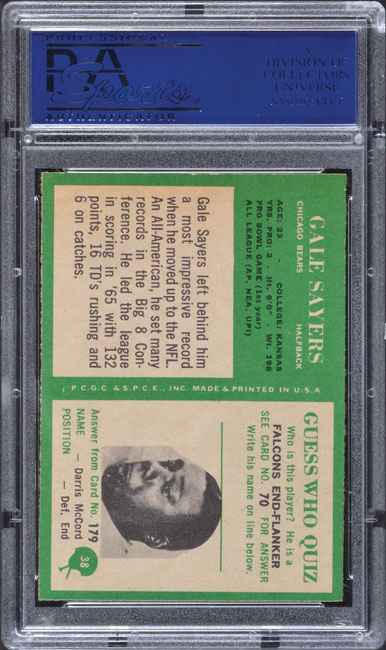 PROFESSIONAL
PSA
Sports
AUTHENTICATOR
A
DIVISION OF
COLLECTORS
UNIVERSE
NASDAQ: CLCT
GALE SAYERS
CHICAGO BEARS HALFBACK
AGE: 23 - COLLEGE: KANSAS
YRS. PRO: 2 - Ht. 6'0" - Wt. 198
PRO BOWL GAME (1st year)
ALL LEAGUE (AP, NEA, UPI)
Gale Sayers left behind him
a most impressive record
when he moved up to the NFL.
An All-American, he set many
records in the Big 8 Con-
ference. He led the league
in scoring in '65 with 132
points, 16 TD's rushing and
6 on catches.
P.C.G.C. & S.P.C.E., INC. MADE & PRINTED IN U.S.A
GUESS WHO QUIZ
Who is this player? He is a
FALCONS END-FLANKER
SEE CARD NO. 70 FOR ANSWER
Write his name on line below.
Answer from Card No. 179
NAME — Darris McCord
POSITION — Def. End
38